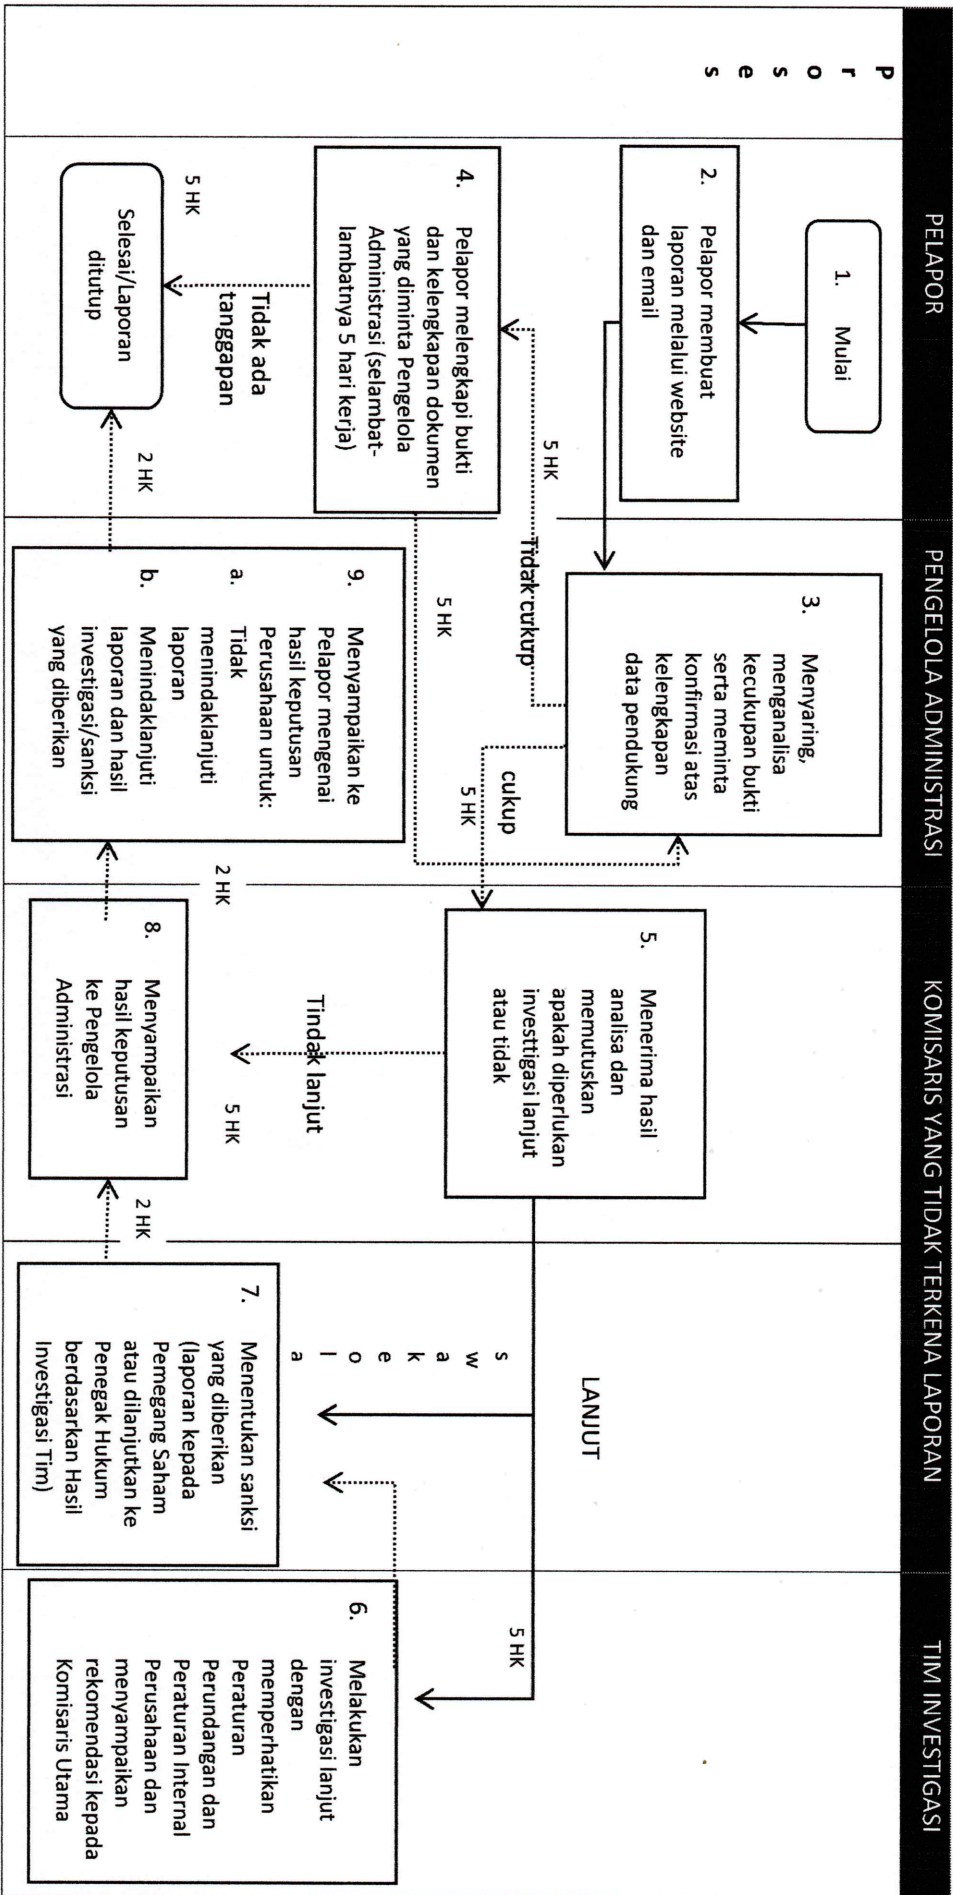 PELAPOR
PENGELOLA ADMINISTRASI
KOMISARIS YANG TIDAK TERKENA LAPORAN
TIM INVESTIGASI
P r o s e s
1. Mulai
2. Pelapor membuat
laporan melalui website
dan email
3. Menyaring,
menganalisa
kecukupan bukti
serta meminta
konfirmasi atas
kelengkapan
data pendukung
Tidak cukup
5 HK
cukup
5 HK
4. Pelapor melengkapi bukti
dan kelengkapan dokumen
yang diminta Pengelola
Administrasi (selambat-
lambatnya 5 hari kerja)
5 HK
Tidak ada
tanggapan
5 HK
Selesai/Laporan
ditutup
5. Menerima hasil
analisa dan
memutuskan
apakah diperlukan
investtigasi lanjut
atau tidak
Tindak lanjut
5 HK
LANJUT
5 HK
s w a k e o l a
6. Melakukan
investigasi lanjut
dengan
memperhatikan
Peraturan
Perundangan dan
Peraturan Internal
Perusahaan dan
menyampaikan
rekomendasi kepada
Komisaris Utama
7. Menentukan sanksi
yang diberikan
(laporan kepada
Pemegang Saham
atau dilanjutkan ke
Penegak Hukum
berdasarkan Hasil
Investigasi Tim)
2 HK
8. Menyampaikan
hasil keputusan
ke Pengelola
Administrasi
2 HK
9. Menyampaikan ke
Pelapor mengenai
hasil keputusan
Perusahaan untuk:
a. Tidak
menindaklanjuti
laporan
b. Menindaklanjuti
laporan dan hasil
investigasi/sanksi
yang diberikan
2 HK